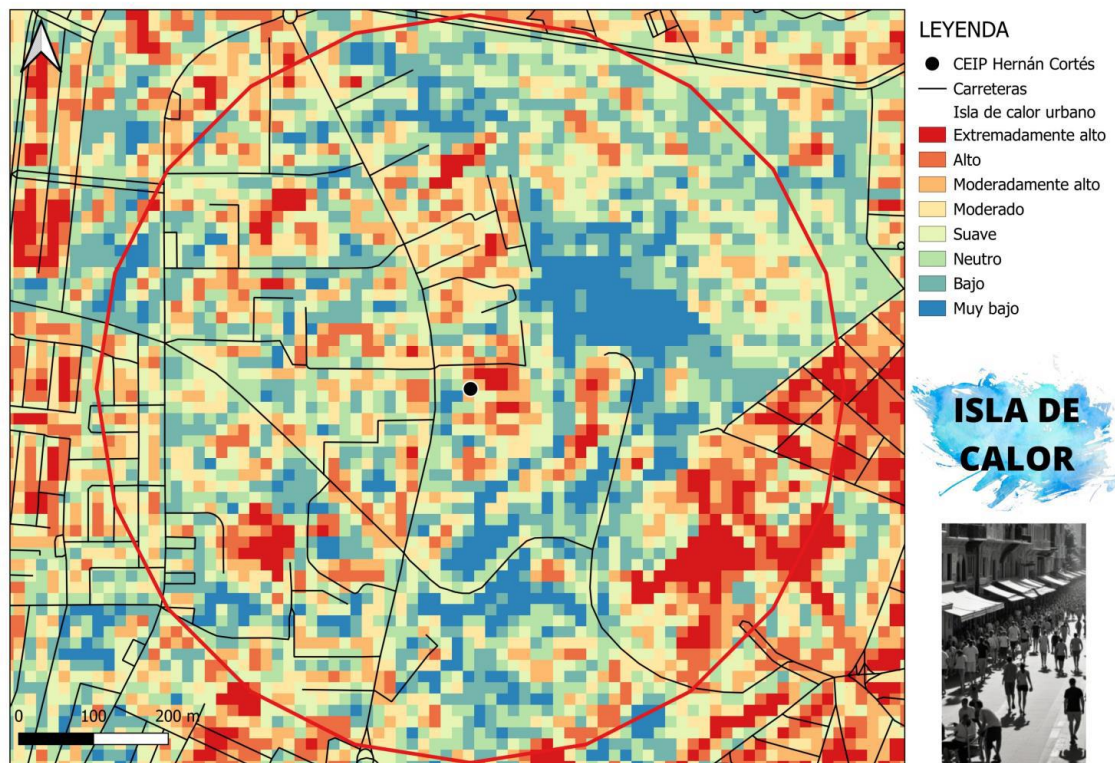 LEYENDA
CEIP Hernán Cortés
Carreteras
Isla de calor urbano
Extremadamente alto
Alto
Moderadamente alto
Moderado
Suave
Neutro
Bajo
Muy bajo
ISLA DE
CALOR
0 100 200 m